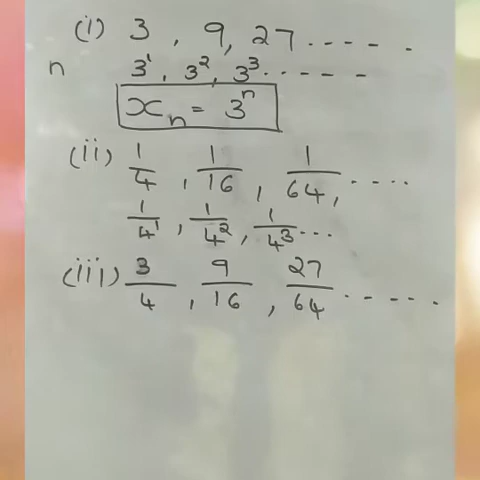 (i) 3 , 9, 27 ..... .
n 3¹, 3², 3³......
xₙ = 3ⁿ
(ii) 1/4 , 1/16 , 1/64, ....
1/4¹ , 1/4² , 1/4³ ...
(iii) 3/4 , 9/16 , 27/64 ......